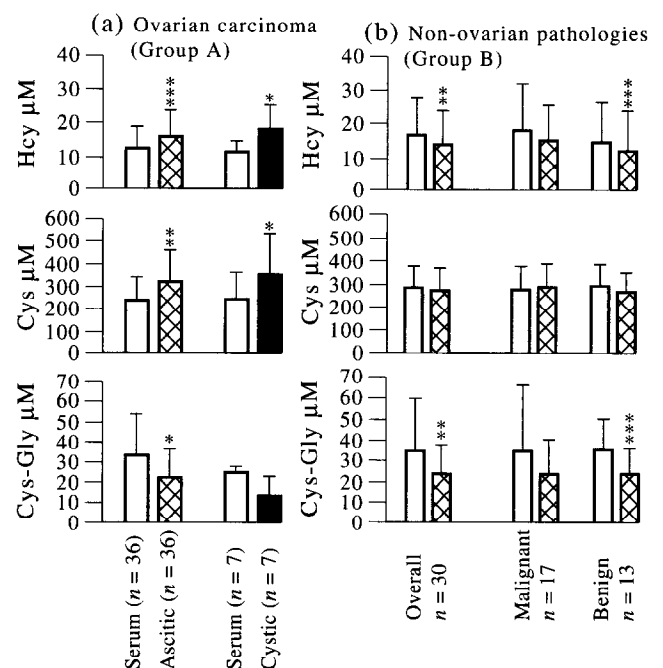 (a) Ovarian carcinoma
(Group A)
(b) Non-ovarian pathologies
(Group B)
Hcy µM
40
30
20
10
0
***
*
Hcy µM
40
30
20
10
0
**
***
Cys µM
600
500
400
300
200
100
0
**
*
Cys µM
600
500
400
300
200
100
0
Cys-Gly µM
70
60
50
40
30
20
10
0
*
Cys-Gly µM
70
60
50
40
30
20
10
0
**
***
Serum (n = 36)
Ascitic (n = 36)
Serum (n = 7)
Cystic (n = 7)
Overall
n = 30
Malignant
n = 17
Benign
n = 13